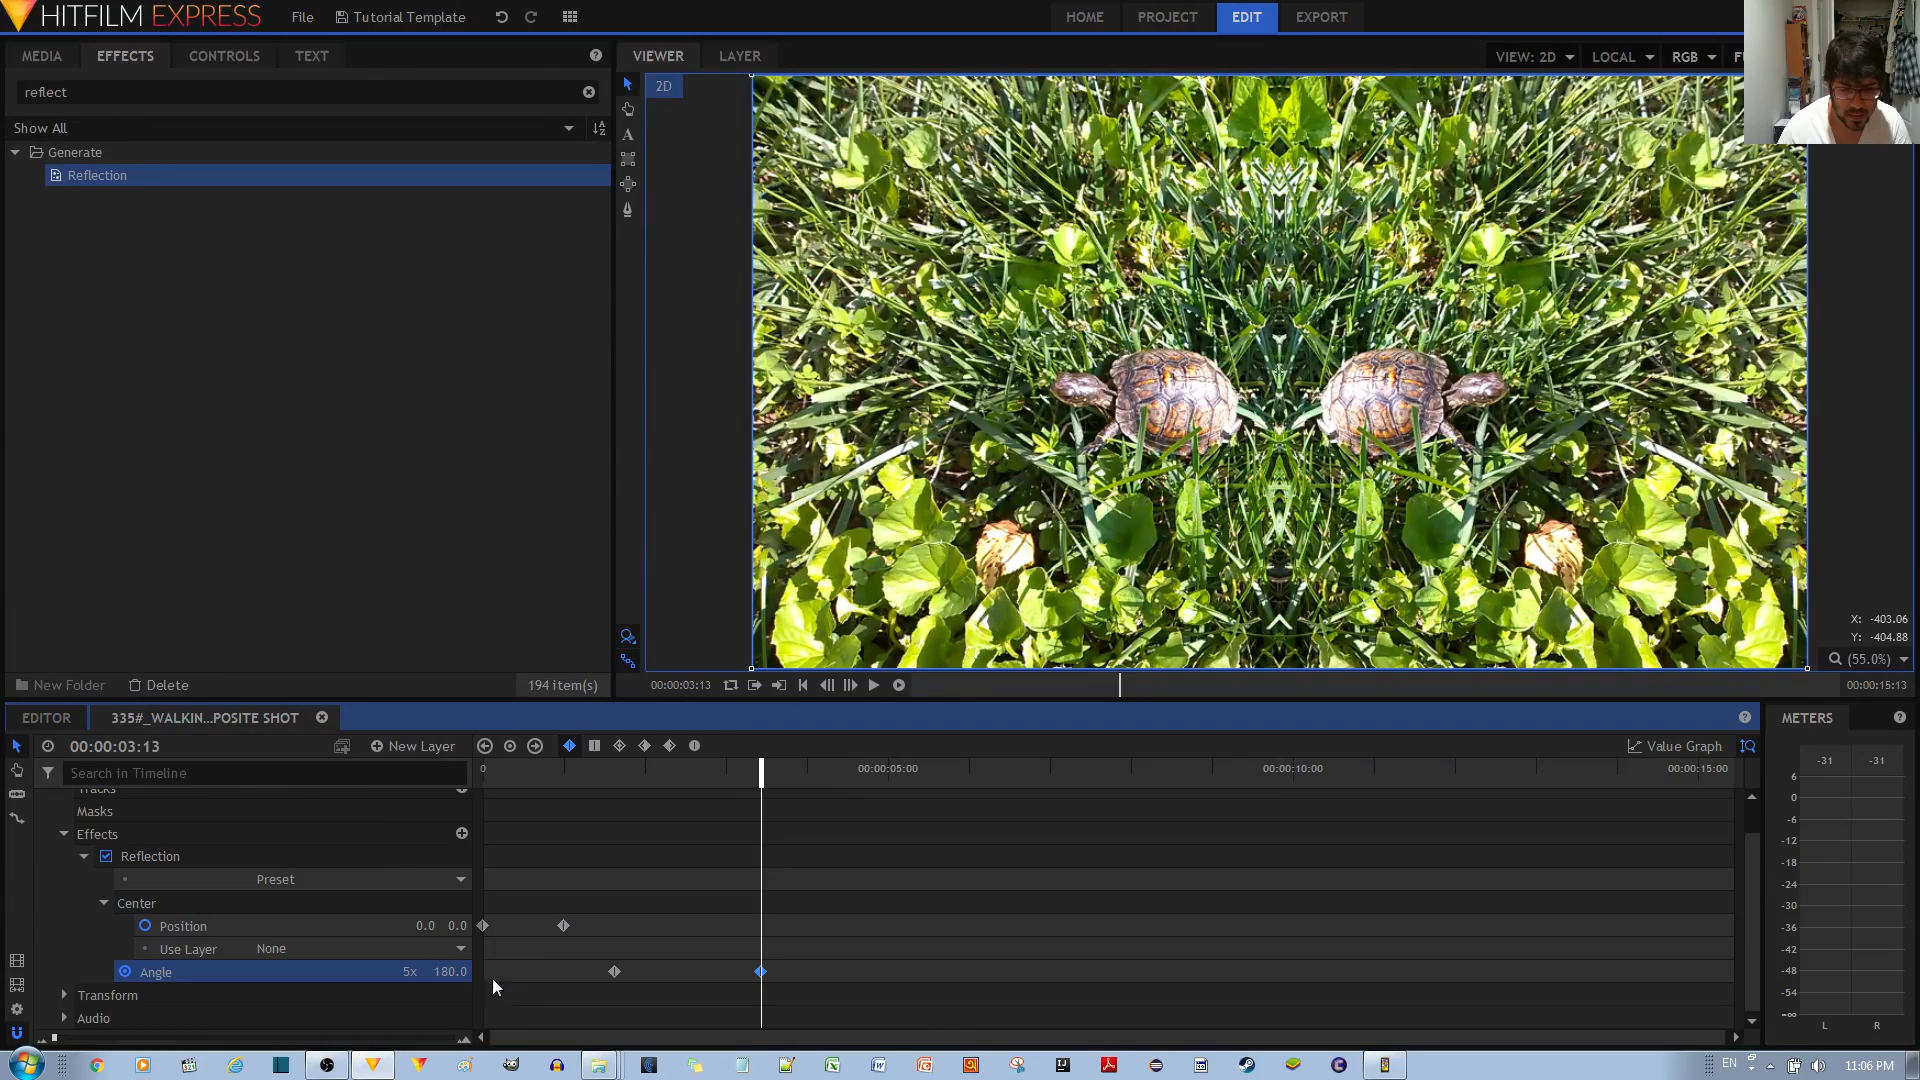 HITFILM EXPRESS File Tutorial Template HOME PROJECT EDIT EXPORT
MEDIA EFFECTS CONTROLS TEXT VIEWER LAYER VIEW: 2D LOCAL RGB
reflect
2D
Show All
Generate
Reflection
X: -403.06
Y: -404.88
(55.0%)
New Folder Delete 194 item(s) 00:00:03:13 00:00:15:13
EDITOR 335#_WALKIN...POSITE SHOT METERS
00:00:03:13 New Layer Value Graph
Search in Timeline 0 00:00:05:00 00:00:10:00 00:00:15:00
-31 -31
6
0
-6
-12
-18
-24
-30
-36
-42
-48
-54
-∞
L R
Masks
Effects
Reflection
Preset
Center
Position 0.0 0.0
Use Layer None
Angle 5x 180.0
Transform
Audio
EN 11:06 PM